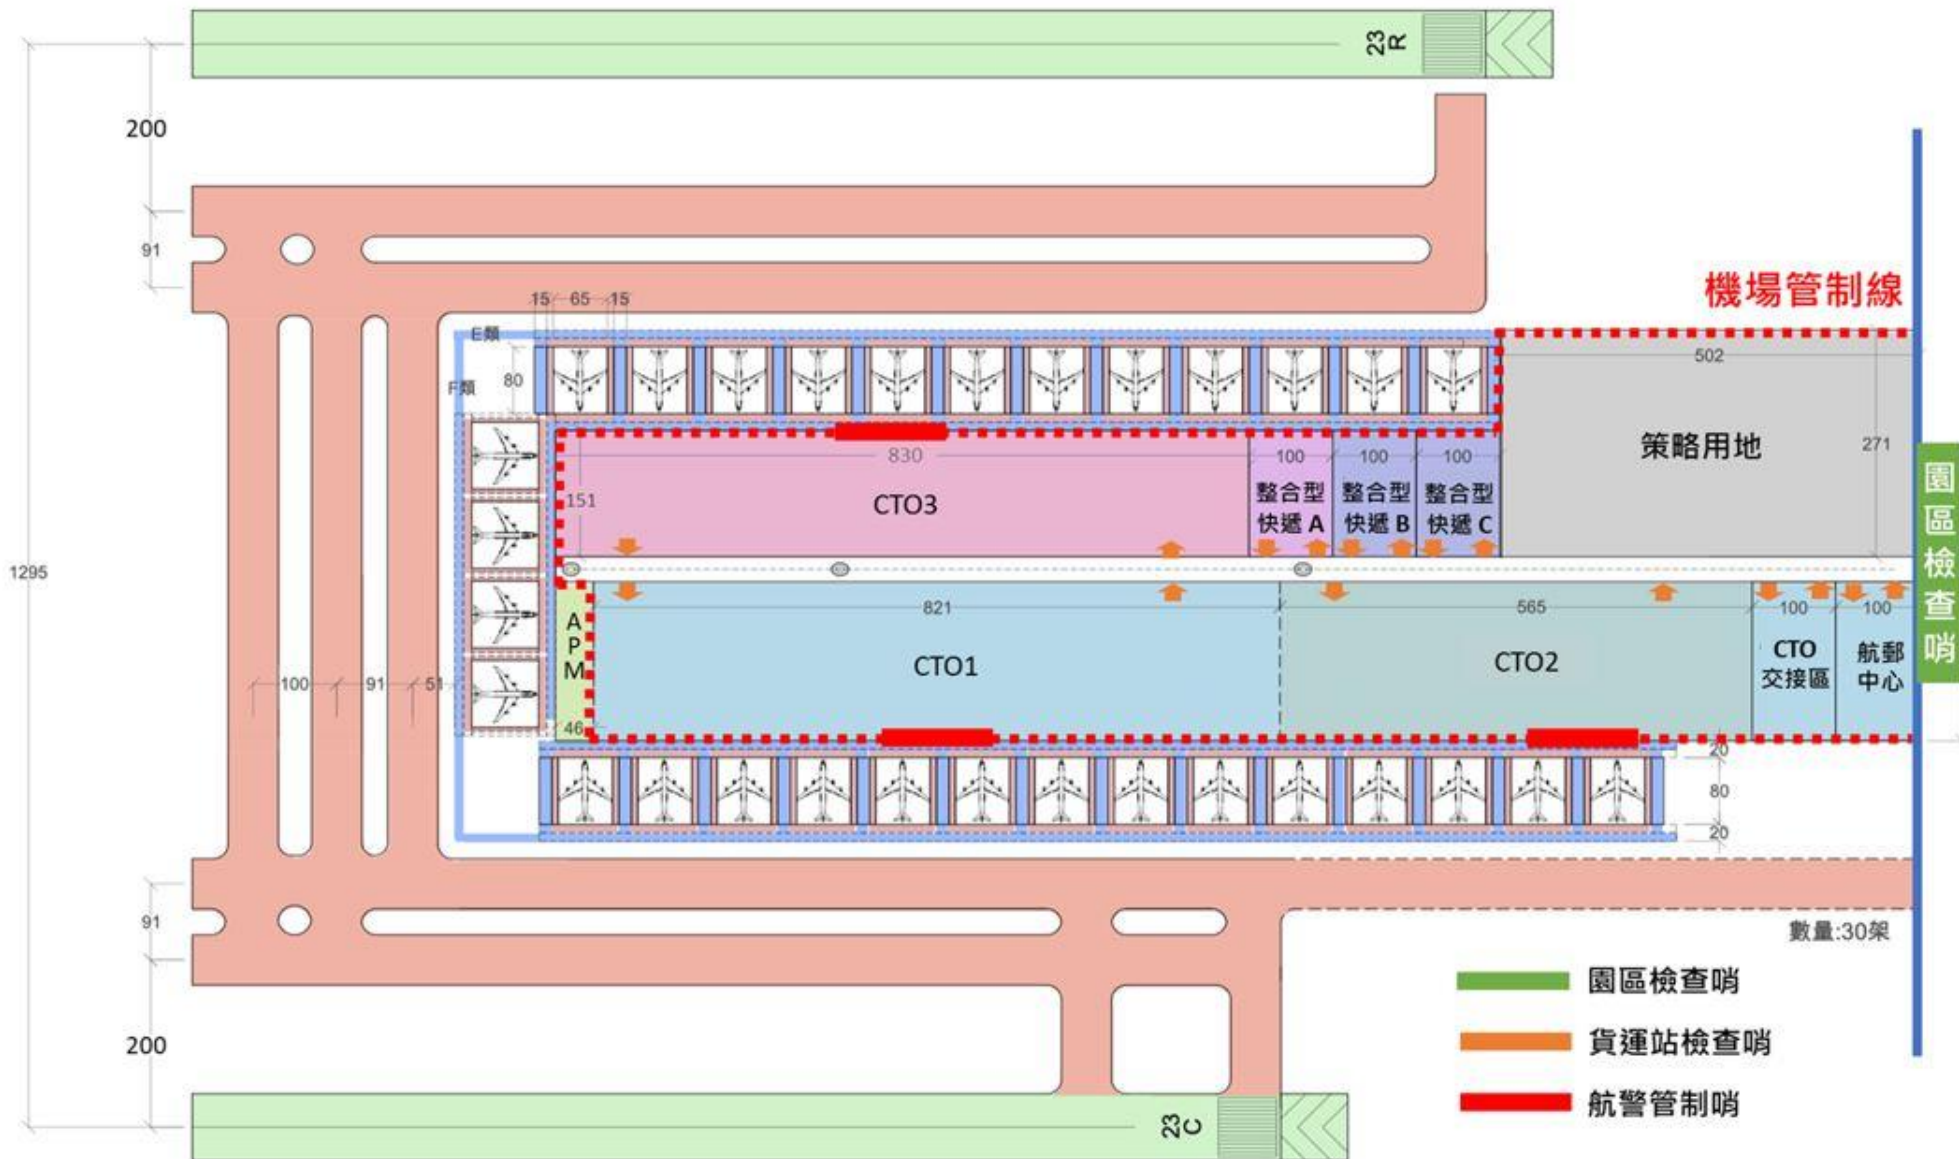 23R
200
91
機場管制線
15
65
15
E類
502
80
F類
830
100
100
100
策略用地
271
151
CTO3
整合型
快遞 A
整合型
快遞 B
整合型
快遞 C
園區檢查哨
1295
821
565
100
100
APM
CTO1
CTO2
CTO
交接區
航郵
中心
100
91
51
46
20
80
20
91
數量:30架
園區檢查哨
200
貨運站檢查哨
航警管制哨
23C